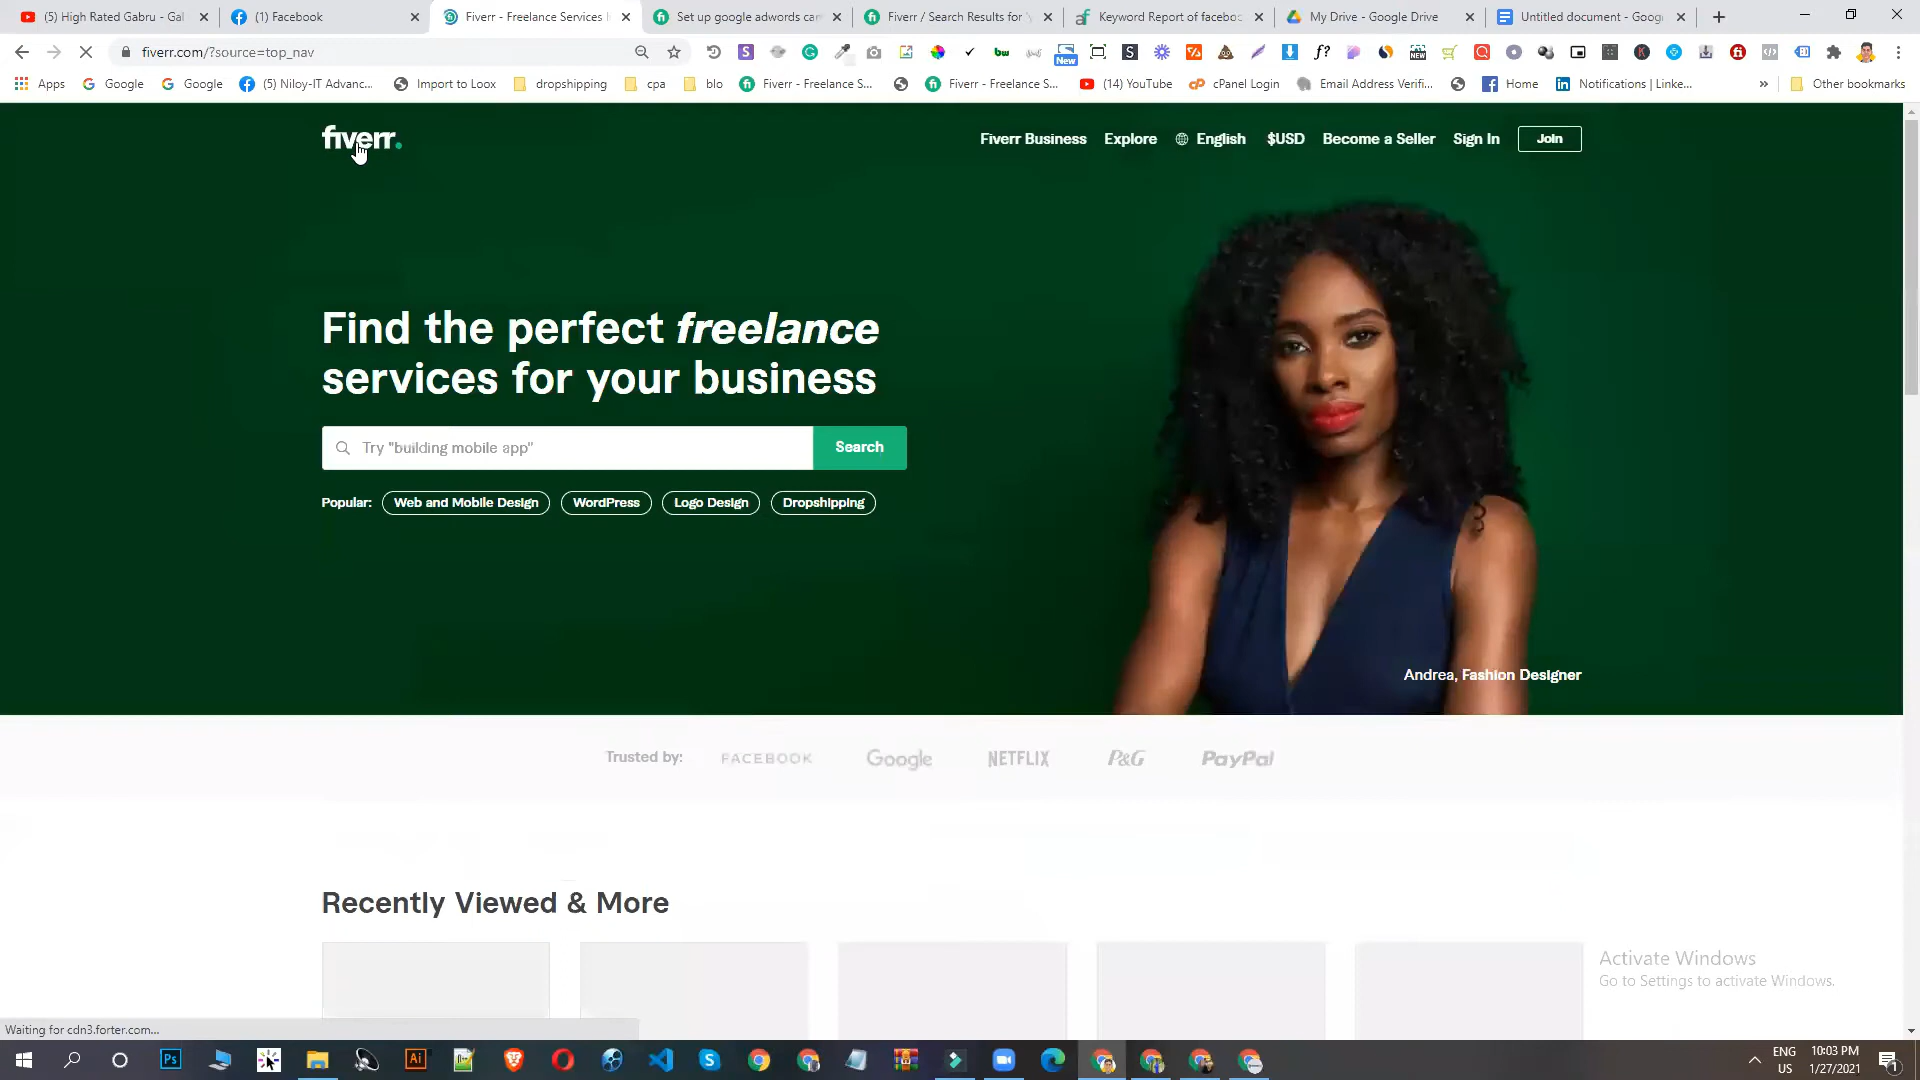 (5) High Rated Gabru - Gal
(1) Facebook
Fiverr - Freelance Services I
Set up google adwords car
Fiverr / Search Results for
Keyword Report of faceboo
My Drive - Google Drive
Untitled document - Goog
fiverr.com/?source=top_nav
New
Apps
Google
Google
(5) Niloy-IT Advanc...
Import to Loox
dropshipping
cpa
blo
Fiverr - Freelance S...
Fiverr - Freelance S...
(14) YouTube
cPanel Login
Email Address Verifi...
Home
Notifications | Linke...
Other bookmarks
fiverr.
Fiverr Business
Explore
English
$USD
Become a Seller
Sign In
Join
Find the perfect freelance
services for your business
Try "building mobile app"
Search
Popular:
Web and Mobile Design
WordPress
Logo Design
Dropshipping
Andrea, Fashion Designer
Trusted by:
FACEBOOK
Google
NETFLIX
P&G
PayPal
Recently Viewed & More
Activate Windows
Go to Settings to activate Windows.
Waiting for cdn3.forter.com...
Ps
Ai
ENG
US
10:03 PM
1/27/2021